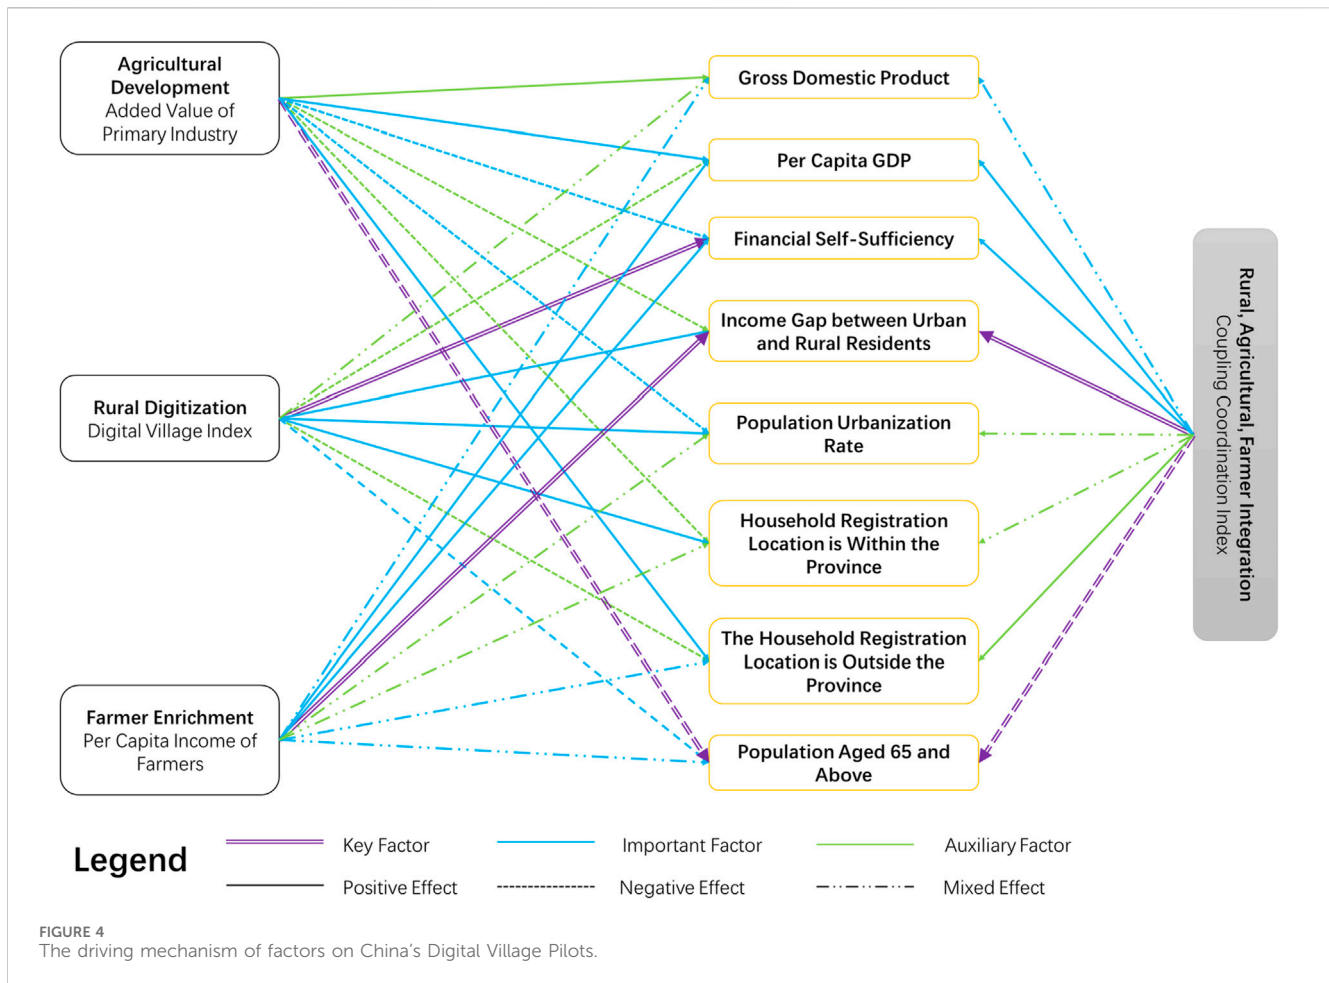 Agricultural
Development
Added Value of
Primary Industry
Rural Digitization
Digital Village Index
Farmer Enrichment
Per Capita Income of
Farmers
Gross Domestic Product
Per Capita GDP
Financial Self-Sufficiency
Income Gap between Urban
and Rural Residents
Population Urbanization
Rate
Household Registration
Location is Within the
Province
The Household Registration
Location is Outside the
Province
Population Aged 65 and
Above
Rural, Agricultural, Farmer Integration
Coupling Coordination Index
Legend
Key Factor
Important Factor
Auxiliary Factor
Positive Effect
Negative Effect
Mixed Effect
FIGURE 4
The driving mechanism of factors on China's Digital Village Pilots.